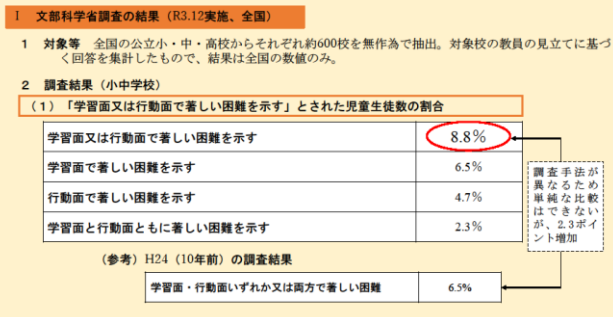 Ⅰ 文部科学省調査の結果（R3.12実施、全国）
1 対象等 全国の公立小・中・高校からそれぞれ約600校を無作為で抽出。対象校の教員の見立てに基づ
く回答を集計したもので、結果は全国の数値のみ。
2 調査結果（小中学校）
（1）「学習面又は行動面で著しい困難を示す」とされた児童生徒数の割合
学習面又は行動面で著しい困難を示す 8.8%
学習面で著しい困難を示す 6.5%
行動面で著しい困難を示す 4.7%
学習面と行動面ともに著しい困難を示す 2.3%
調査手法が
異なるため
単純な比較
はできない
が、2.3ポイ
ント増加
（参考）H24（10年前）の調査結果
学習面・行動面いずれか又は両方で著しい困難 6.5%